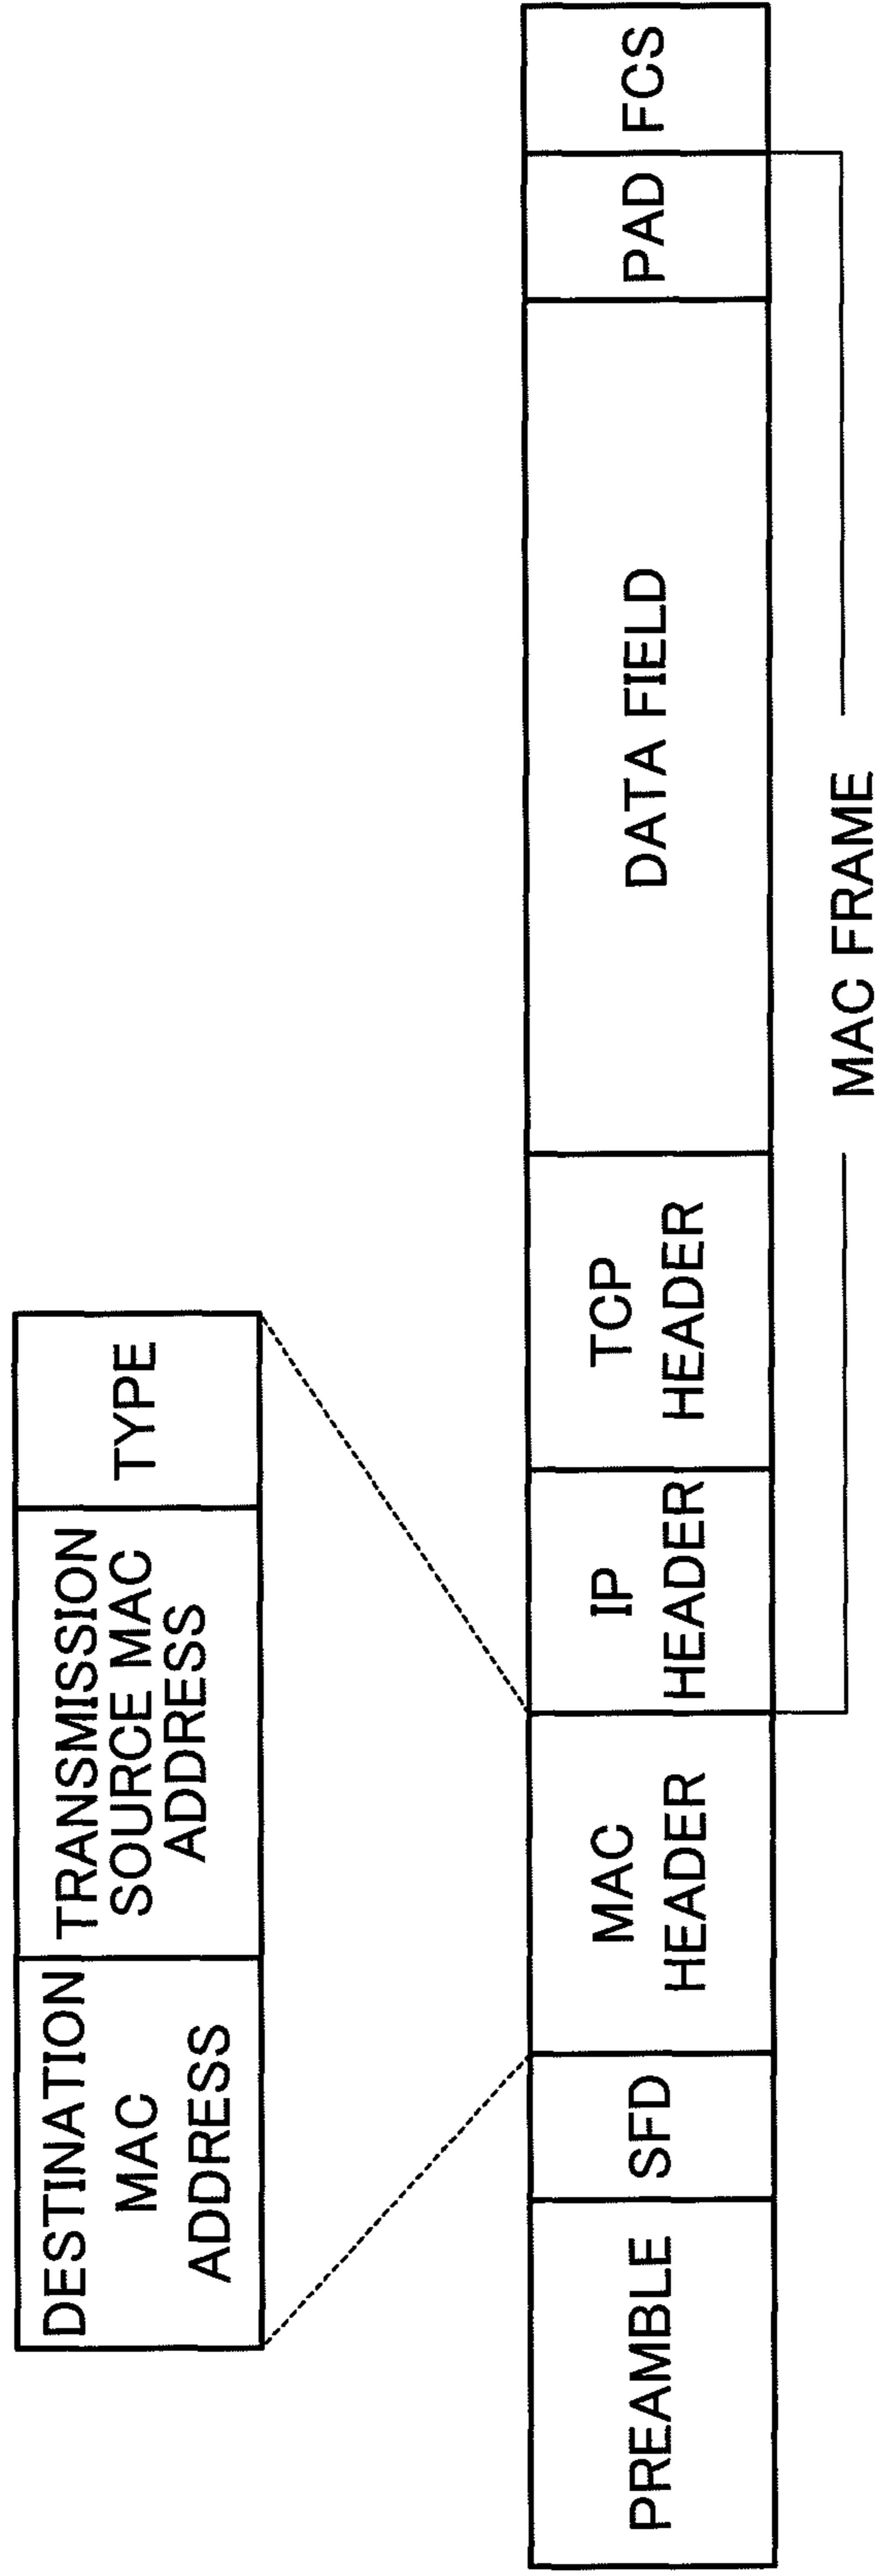 DESTINATION
MAC
ADDRESS
TRANSMISSION
SOURCE MAC
ADDRESS
TYPE
PREAMBLE
SFD
MAC
HEADER
IP
HEADER
TCP
HEADER
DATA FIELD
PAD
FCS
MAC FRAME